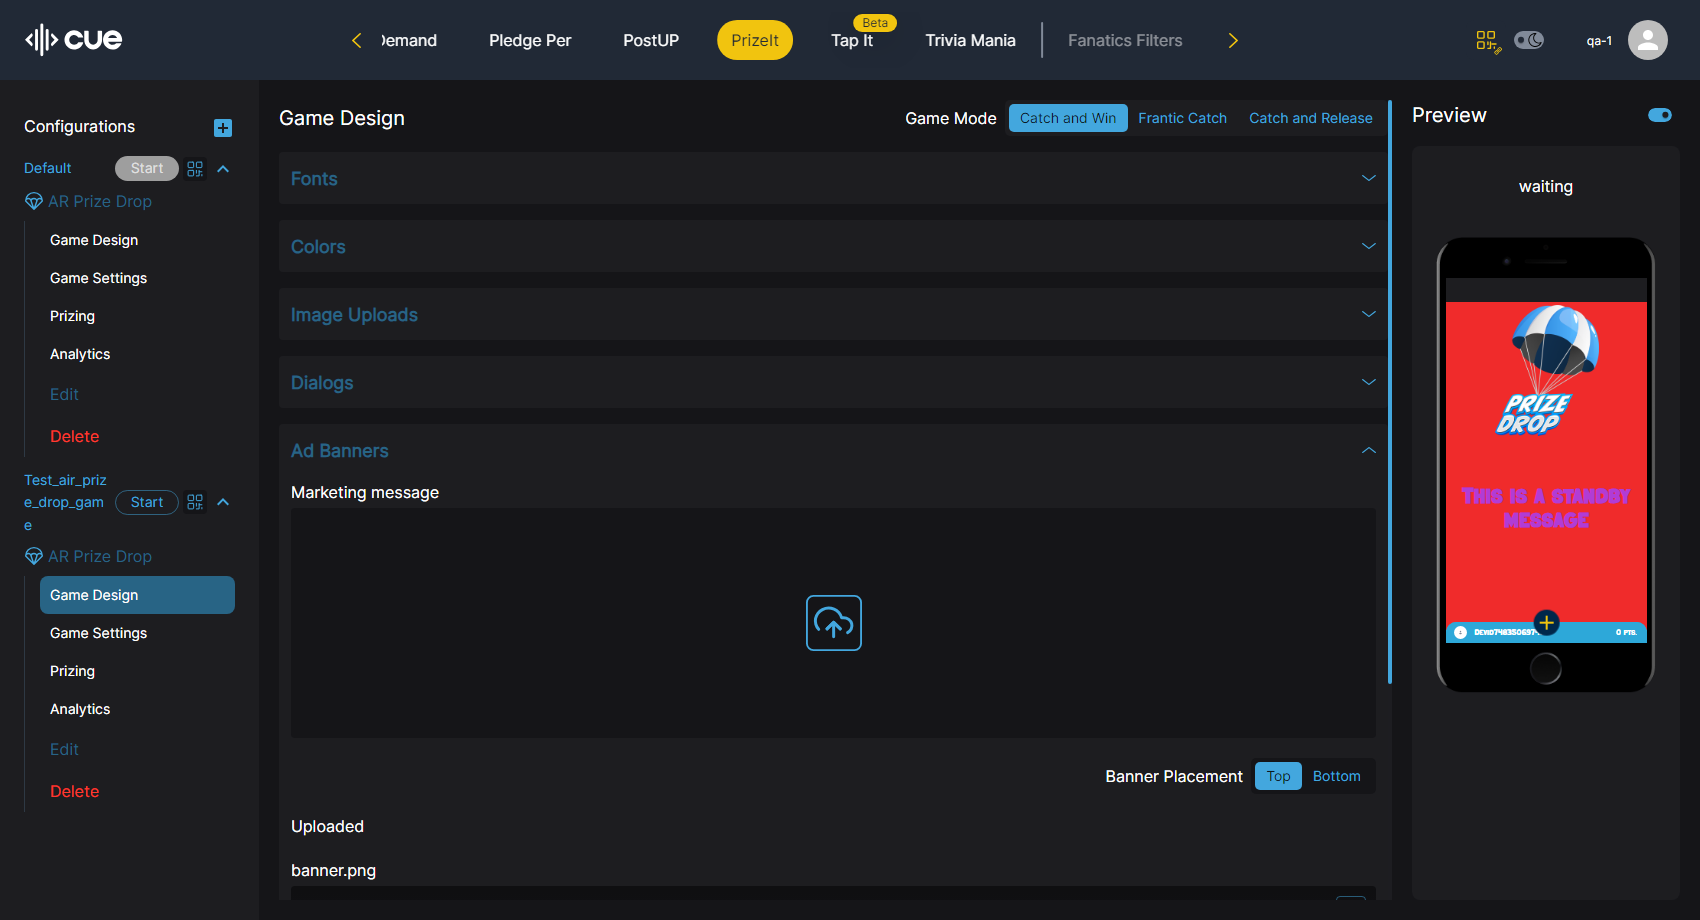 cue
Demand
Pledge Per
PostUP
PrizeIt
Beta
Tap It
Trivia Mania
Fanatics Filters
qa-1
Configurations
Default
Start
AR Prize Drop
Game Design
Game Settings
Prizing
Analytics
Edit
Delete
Test_air_priz
e_drop_gam
e
Start
AR Prize Drop
Game Design
Game Settings
Prizing
Analytics
Edit
Delete
Game Design
Game Mode
Catch and Win
Frantic Catch
Catch and Release
Fonts
Colors
Image Uploads
Dialogs
Ad Banners
Marketing message
Banner Placement
Top
Bottom
Uploaded
banner.png
Preview
waiting
PRIZE
DROP
THIS IS A STANDBY
MESSAGE
0 PTS.